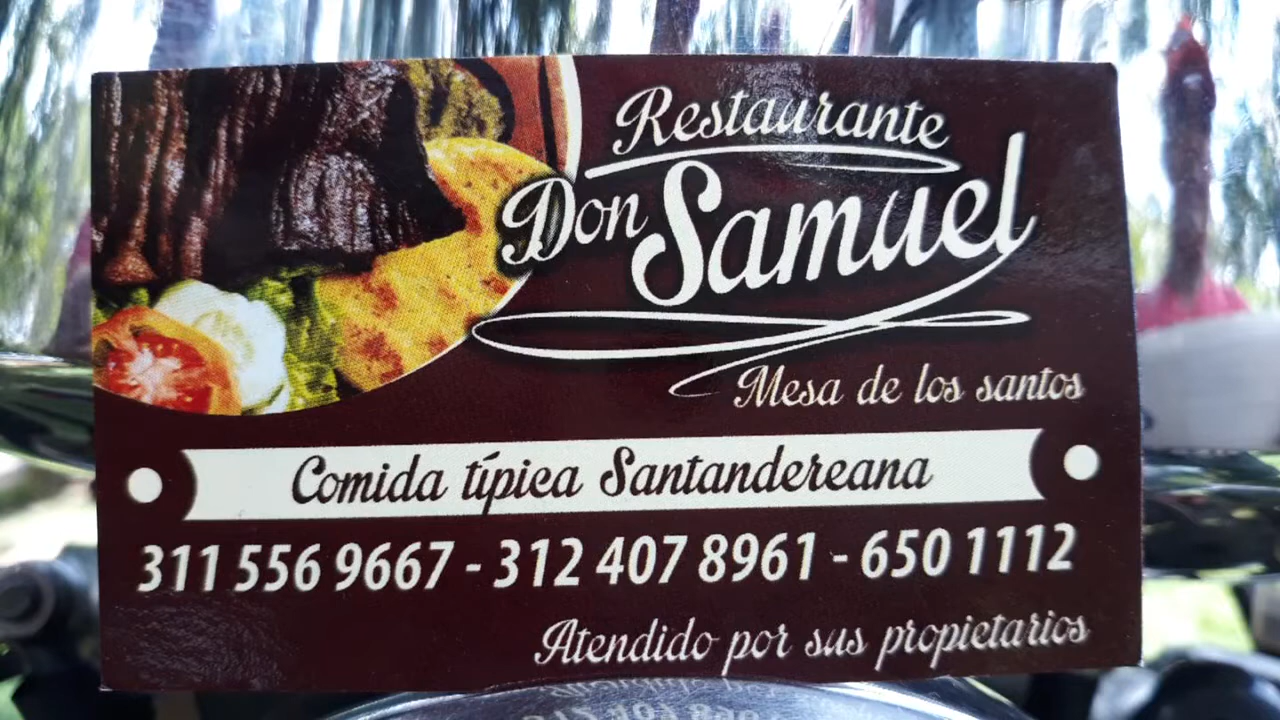 Restaurante
Don Samuel
Mesa de los santos
Comida típica Santandereana
311 556 9667 - 312 407 8961 - 650 1112
Atendido por sus propietarios